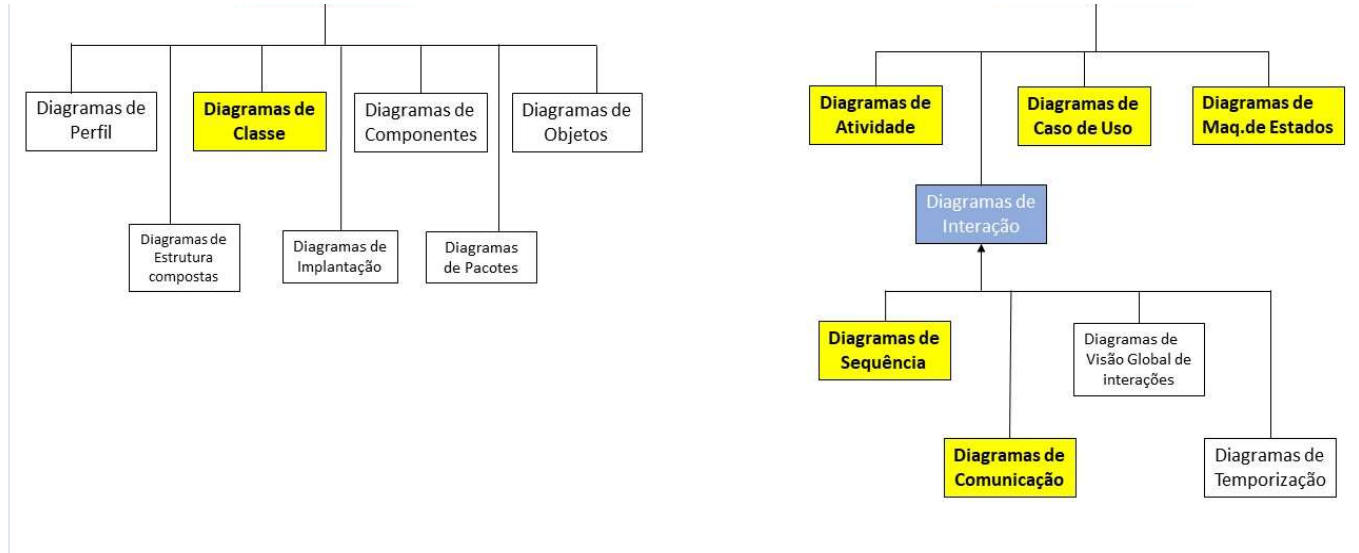 Diagramas de
Perfil
Diagramas de
Classe
Diagramas de
Componentes
Diagramas de
Objetos
Diagramas de
Estrutura
compostas
Diagramas de
Implantação
Diagramas
de Pacotes
Diagramas de
Atividade
Diagramas de
Caso de Uso
Diagramas de
Maq.de Estados
Diagramas de
Interação
Diagramas de
Sequência
Diagramas de
Visão Global de
interações
Diagramas de
Comunicação
Diagramas de
Temporização